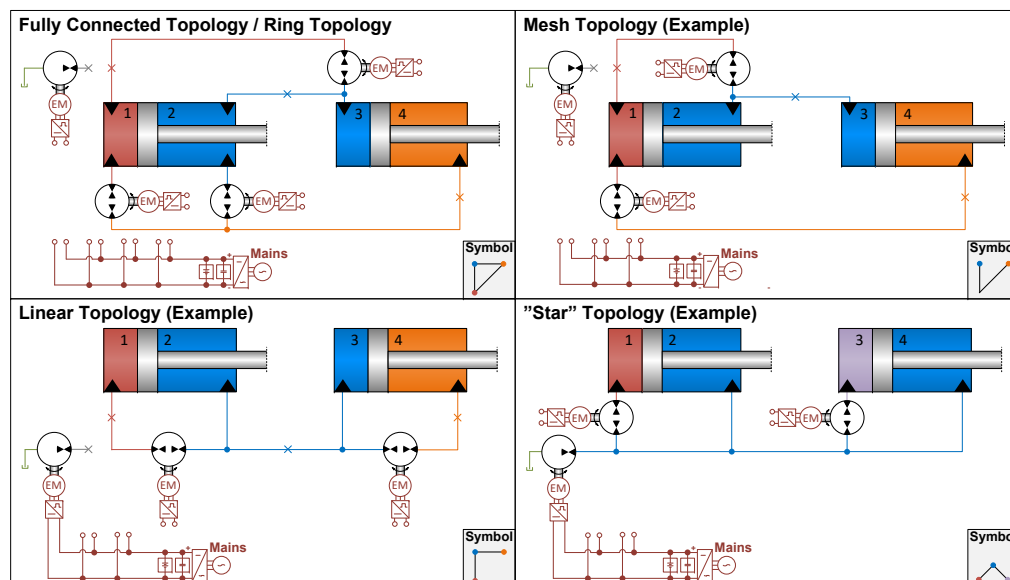 Fully Connected Topology / Ring Topology
EM
EM
1
2
3
4
EM
EM
Mains
+
-
Symbol
Mesh Topology (Example)
EM
EM
1
2
3
4
EM
Mains
+
-
Symbol
Linear Topology (Example)
1
2
3
4
EM
EM
EM
Mains
+
Symbol
”Star” Topology (Example)
1
2
3
4
EM
EM
EM
Mains
+
Symbol